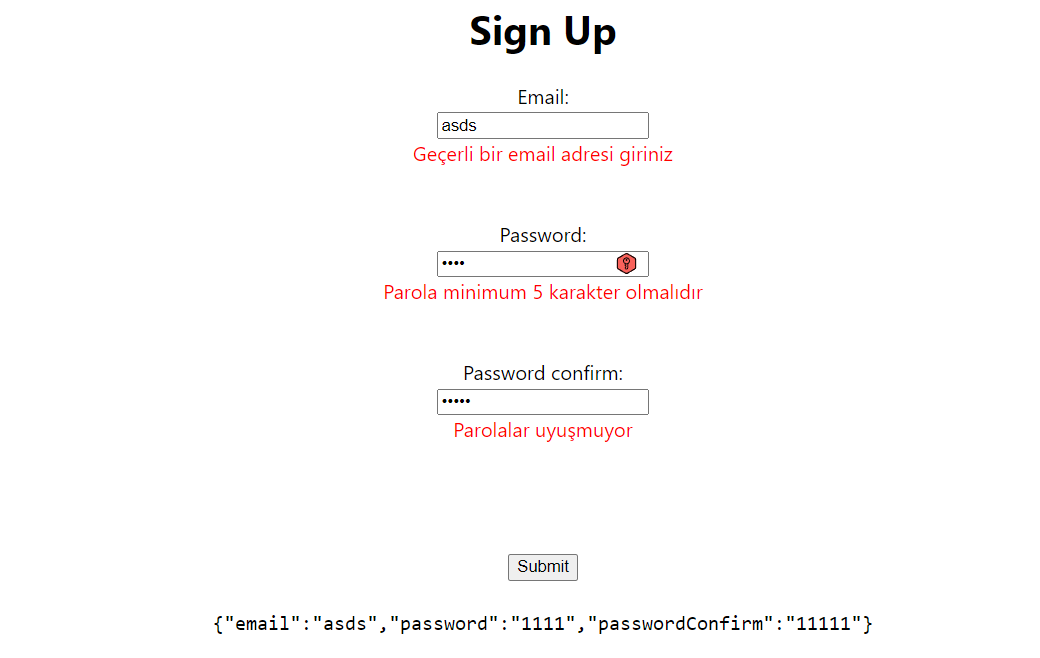 Sign Up
Email:
asds
Geçerli bir email adresi giriniz
Password:
••••
Parola minimum 5 karakter olmalıdır
Password confirm:
•••••
Parolalar uyuşmuyor
Submit
{"email":"asds","password":"1111","passwordConfirm":"11111"}